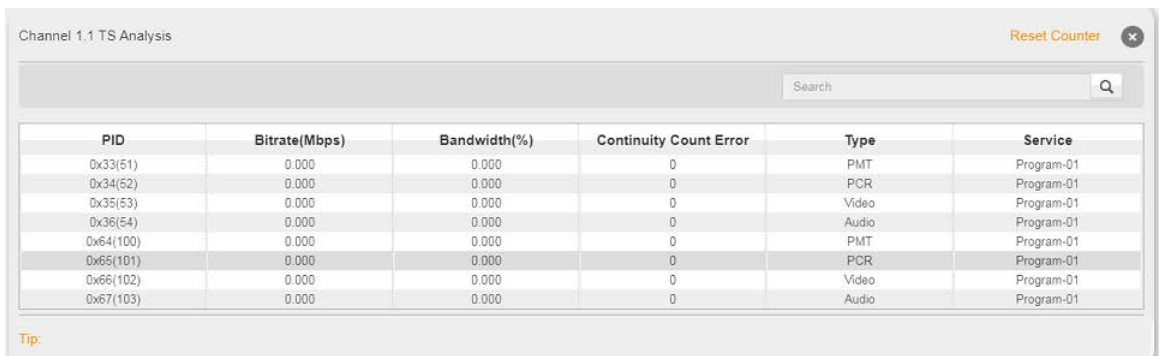 Channel 1.1 TS Analysis Reset Counter
Search
PID Bitrate(Mbps) Bandwidth(%) Continuity Count Error Type Service
0x33(51) 0.000 0.000 0 PMT Program-01
0x34(52) 0.000 0.000 0 PCR Program-01
0x35(53) 0.000 0.000 0 Video Program-01
0x36(54) 0.000 0.000 0 Audio Program-01
0x64(100) 0.000 0.000 0 PMT Program-01
0x65(101) 0.000 0.000 0 PCR Program-01
0x66(102) 0.000 0.000 0 Video Program-01
0x67(103) 0.000 0.000 0 Audio Program-01
Tip: